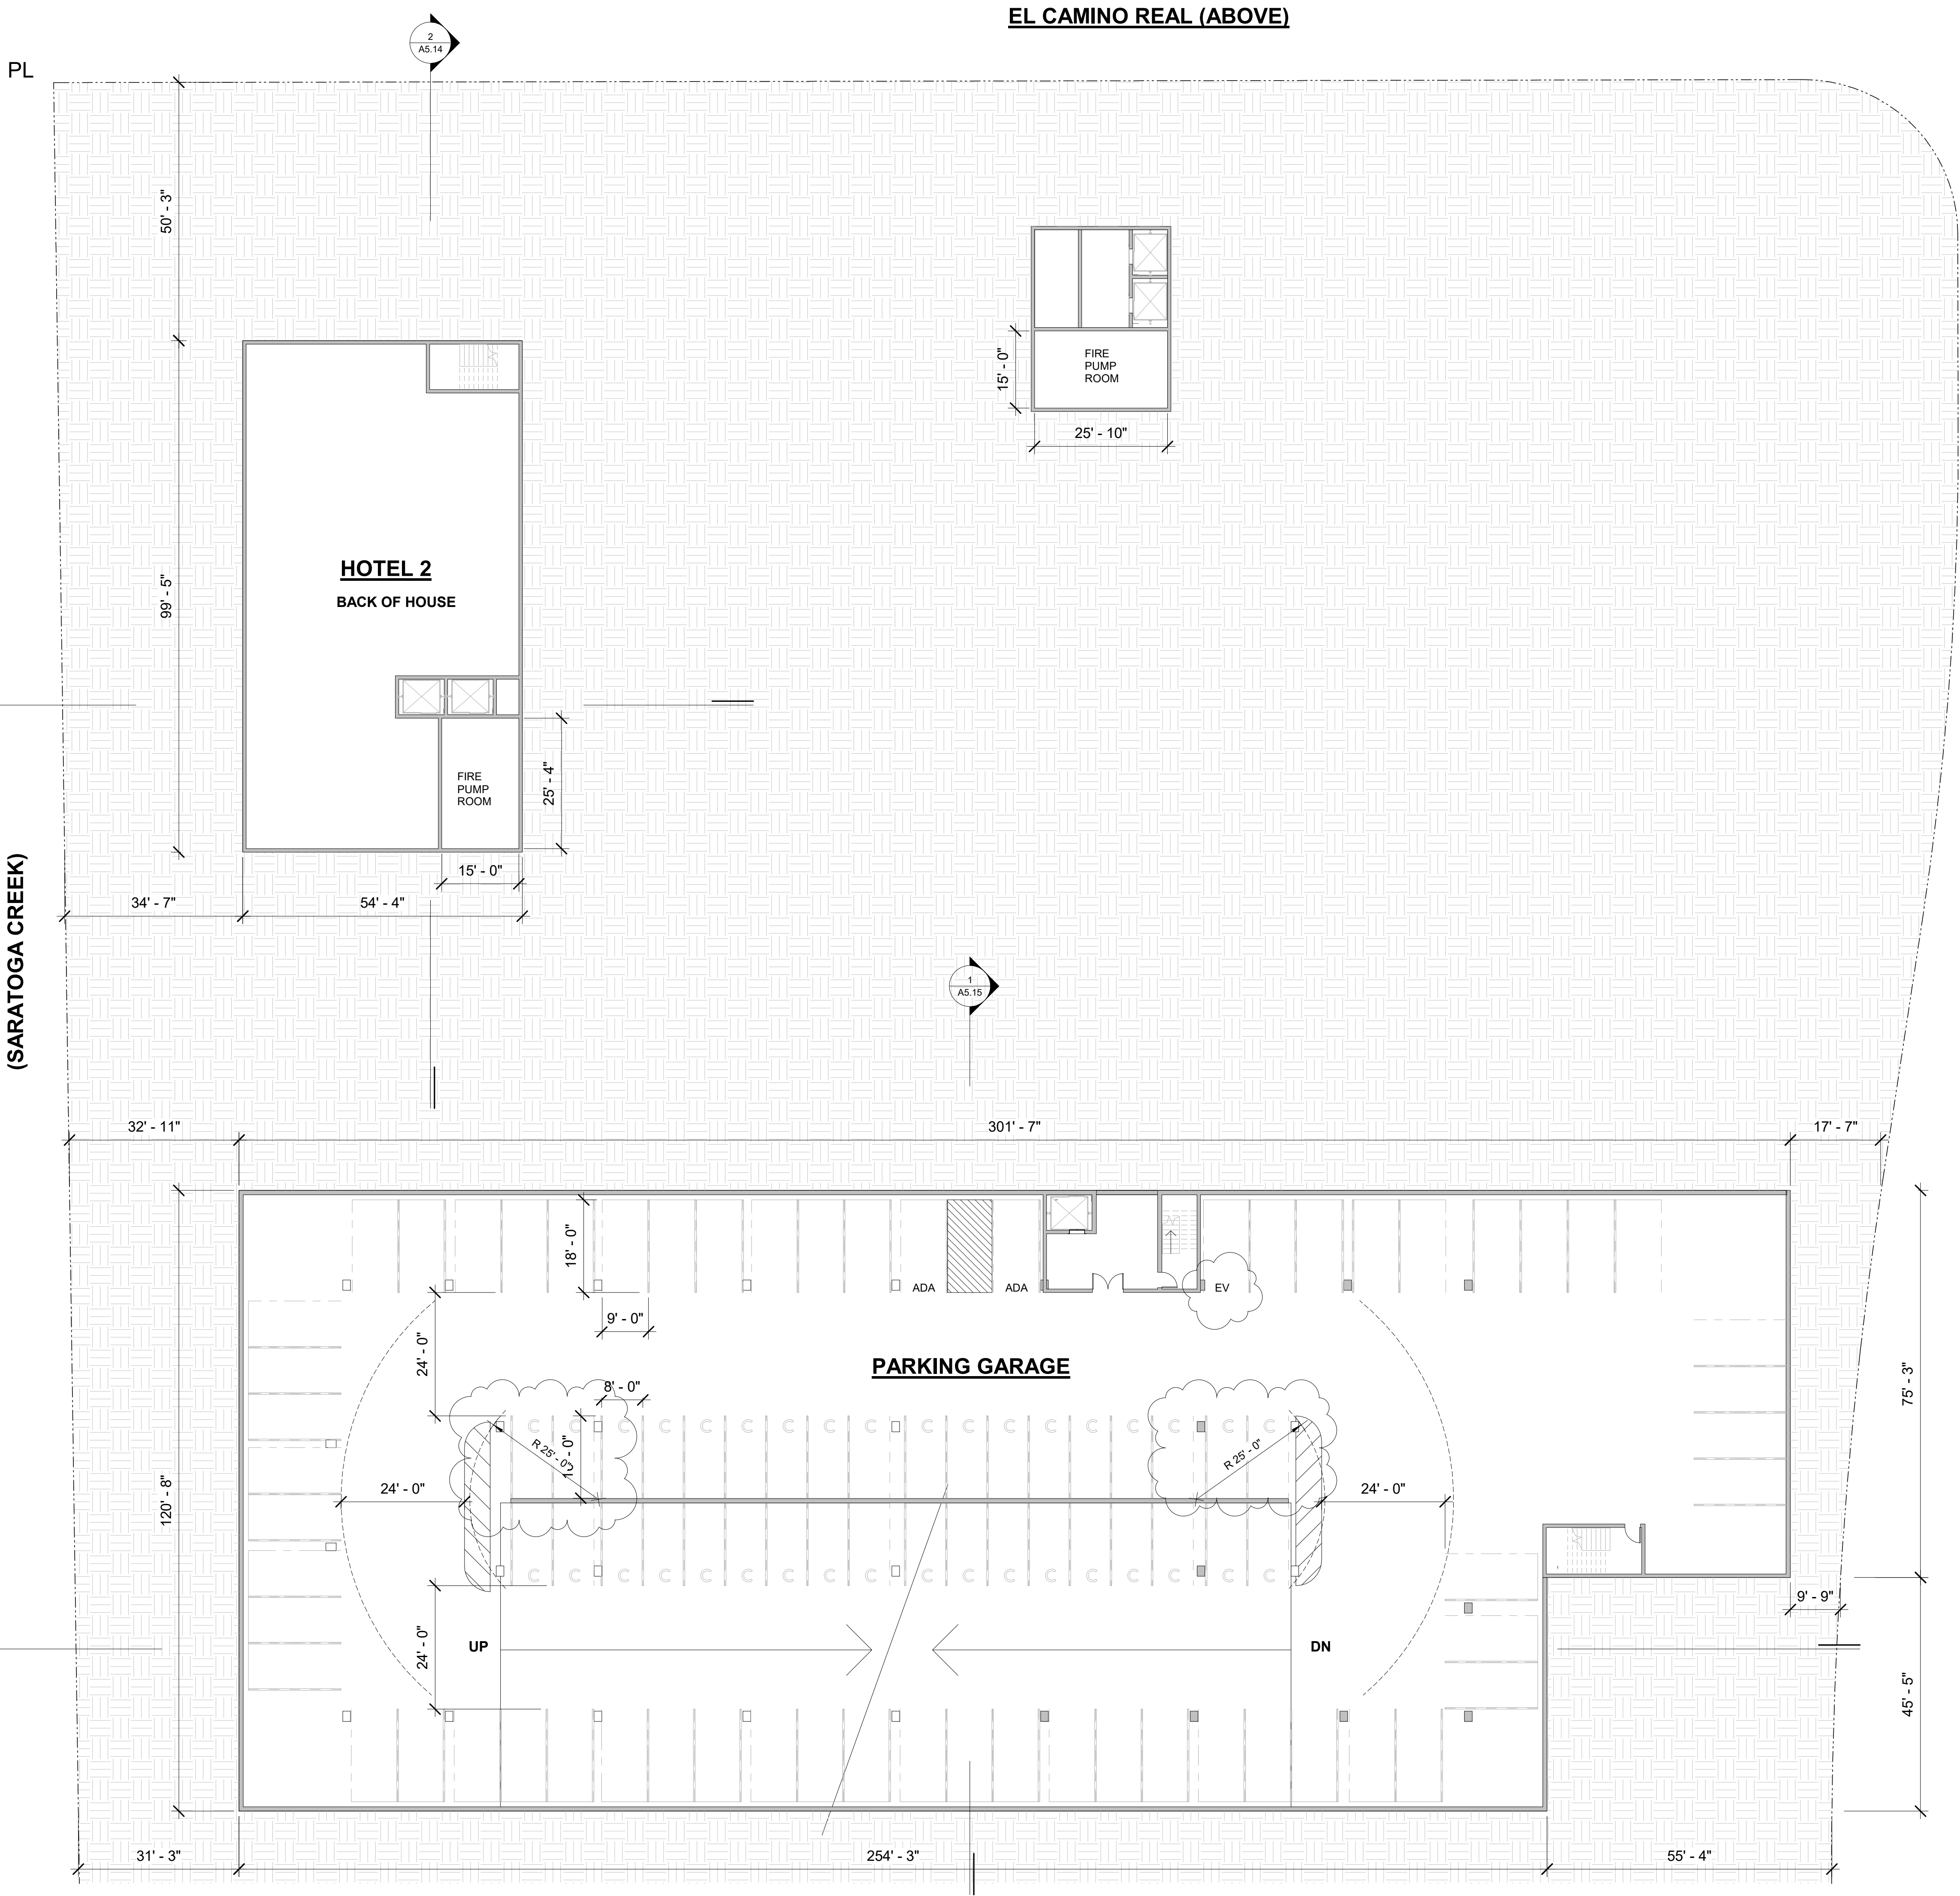 EL CAMINO REAL (ABOVE)
2
A5.14
PL
50' - 3"
FIRE
PUMP
ROOM
15' - 0"
25' - 10"
HOTEL 2
BACK OF HOUSE
99' - 5"
FIRE
PUMP
ROOM
25' - 4"
15' - 0"
34' - 7"
54' - 4"
(SARATOGA CREEK)
1
A5.15
32' - 11"
301' - 7"
17' - 7"
18' - 0"
ADA
ADA
EV
9' - 0"
24' - 0"
PARKING GARAGE
75' - 3"
8' - 0"
C C C C C C C C C C C C C C C C C C C
R 25' - 0"
R 25' - 0"
24' - 0"
24' - 0"
120' - 8"
C C C C C C C C C C C C C C C C C C C
9' - 9"
24' - 0"
UP
DN
45' - 5"
31' - 3"
254' - 3"
55' - 4"